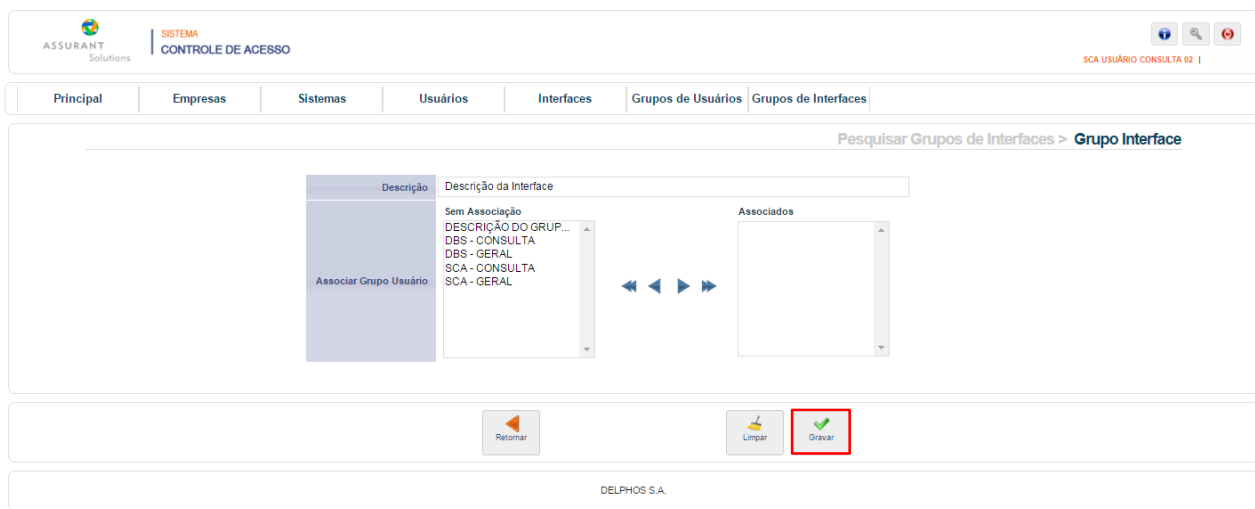 ASSURANT
Solutions
SISTEMA
CONTROLE DE ACESSO
SCA USUÁRIO CONSULTA 02 |
Principal Empresas Sistemas Usuários Interfaces Grupos de Usuários Grupos de Interfaces
Pesquisar Grupos de Interfaces > Grupo Interface
Descrição Descrição da Interface
Sem Associação Associados
DESCRIÇÃO DO GRUP...
DBS - CONSULTA
DBS - GERAL
SCA - CONSULTA
Associar Grupo Usuário SCA - GERAL
Retornar Limpar Gravar
DELPHOS S.A.